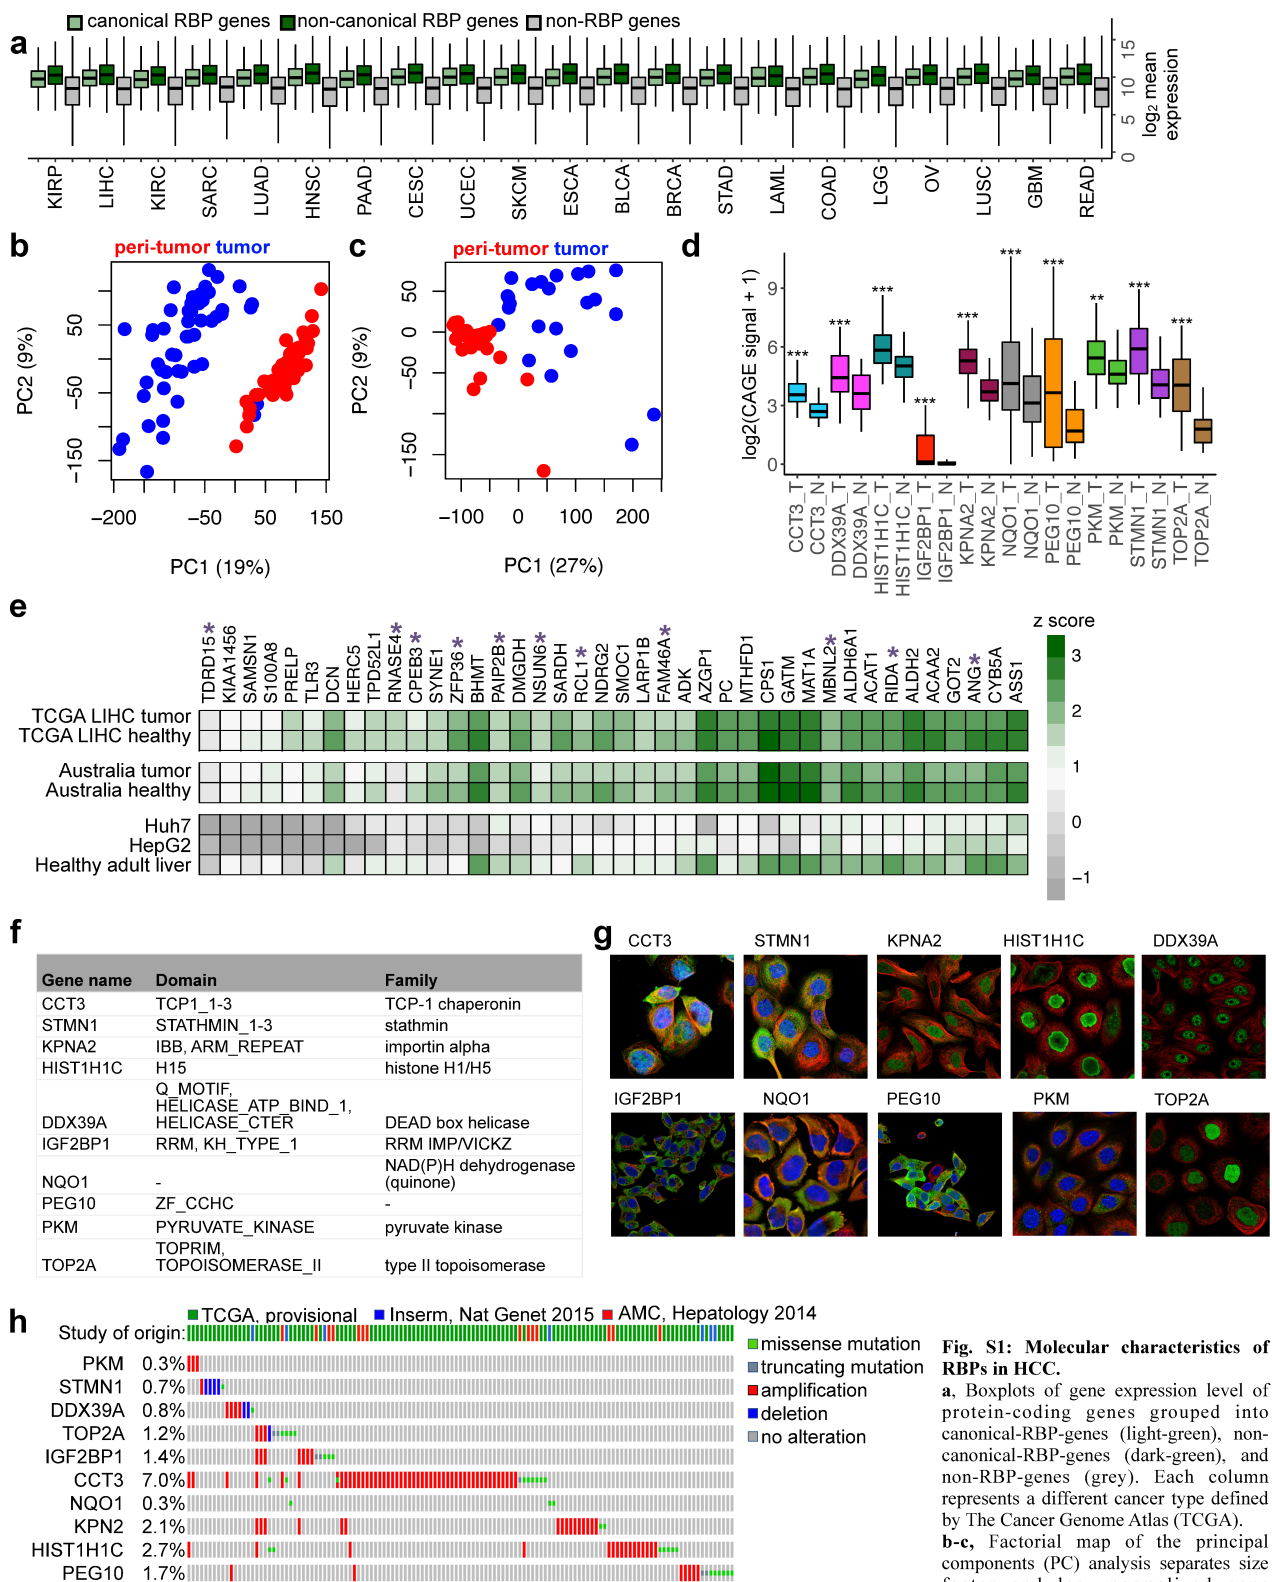 canonical RBP genes non-canonical RBP genes non-RBP genes
a
15
10
5
0
log2 mean
expression
KIRP LIHC KIRC SARC LUAD HNSC PAAD CESC UCEC SKCM ESCA BLCA BRCA STAD LAML COAD LGG OV LUSC GBM READ
b
peri-tumor tumor
PC2 (9%)
50
−50
−150
−200 −50 50 150
PC1 (19%)
c
peri-tumor tumor
PC2 (9%)
50
0
−50
−150
−100 0 100 200
PC1 (27%)
d
log2(CAGE signal + 1)
9
6
3
0
*** *** *** *** *** *** *** ** *** ***
CCT3_T CCT3_N DDX39A_T DDX39A_N HIST1H1C_T HIST1H1C_N IGF2BP1_T IGF2BP1_N KPNA2_T KPNA2_N NQO1_T NQO1_N PEG10_T PEG10_N PKM_T PKM_N STMN1_T STMN1_N TOP2A_T TOP2A_N
e
TDRD15* KIAA1456 SAMSN1 S100A8 PRELP TLR3 DCN HERC5 TPD52L1 RNASE4* CPEB3* SYNE1 ZFP36* BHMT PAIP2B* DMGDH NSUN6* SARDH RCL1* NDRG2 SMOC1 LARP1B FAM46A* ADK AZGP1 PC MTHFD1 CPS1 GATM MAT1A MBNL2* ALDH6A1 ACAT1 RIDA* ALDH2 ACAA2 GOT2 ANG* CYB5A ASS1
TCGA LIHC tumor
TCGA LIHC healthy
Australia tumor
Australia healthy
Huh7
HepG2
Healthy adult liver
z score
3
2
1
0
−1
f
Gene name Domain Family
CCT3 TCP1_1-3 TCP-1 chaperonin
STMN1 STATHMIN_1-3 stathmin
KPNA2 IBB, ARM_REPEAT importin alpha
HIST1H1C H15 histone H1/H5
Q_MOTIF,
HELICASE_ATP_BIND_1,
DDX39A HELICASE_CTER DEAD box helicase
IGF2BP1 RRM, KH_TYPE_1 RRM IMP/VICKZ
NAD(P)H dehydrogenase
NQO1 - (quinone)
PEG10 ZF_CCHC -
PKM PYRUVATE_KINASE pyruvate kinase
TOPRIM,
TOP2A TOPOISOMERASE_II type II topoisomerase
g
CCT3 STMN1 KPNA2 HIST1H1C DDX39A
IGF2BP1 NQO1 PEG10 PKM TOP2A
h
TCGA, provisional Inserm, Nat Genet 2015 AMC, Hepatology 2014
Study of origin:
PKM 0.3%
STMN1 0.7%
DDX39A 0.8%
TOP2A 1.2%
IGF2BP1 1.4%
CCT3 7.0%
NQO1 0.3%
KPN2 2.1%
HIST1H1C 2.7%
PEG10 1.7%
missense mutation
truncating mutation
amplification
deletion
no alteration
Fig. S1: Molecular characteristics of
RBPs in HCC.
a, Boxplots of gene expression level of
protein-coding genes grouped into
canonical-RBP-genes (light-green), non-
canonical-RBP-genes (dark-green), and
non-RBP-genes (grey). Each column
represents a different cancer type defined
by The Cancer Genome Atlas (TCGA).
b-c, Factorial map of the principal
components (PC) analysis separates size